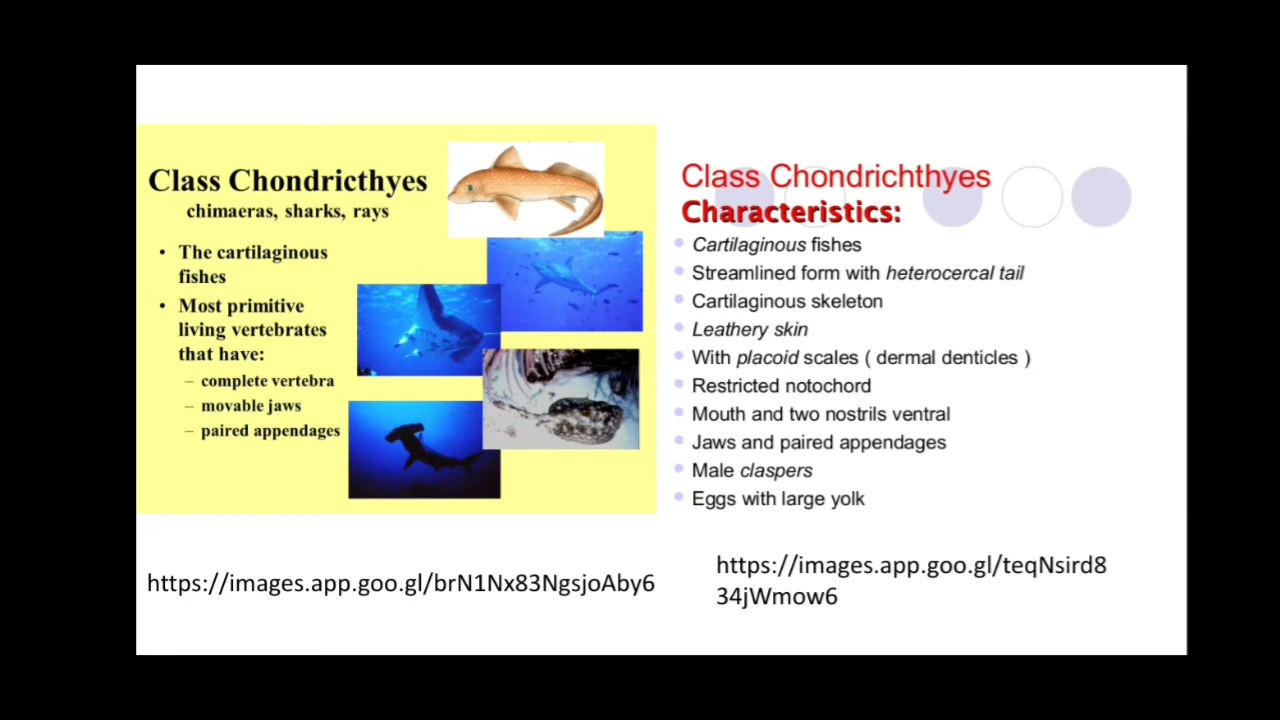 Class Chondricthyes
chimaeras, sharks, rays
• The cartilaginous
fishes
• Most primitive
living vertebrates
that have:
– complete vertebra
– movable jaws
– paired appendages
https://images.app.goo.gl/brN1Nx83NgsjoAby6
Class Chondrichthyes
Characteristics:
• Cartilaginous fishes
• Streamlined form with heterocercal tail
• Cartilaginous skeleton
• Leathery skin
• With placoid scales ( dermal denticles )
• Restricted notochord
• Mouth and two nostrils ventral
• Jaws and paired appendages
• Male claspers
• Eggs with large yolk
https://images.app.goo.gl/teqNsird8
34jWmow6